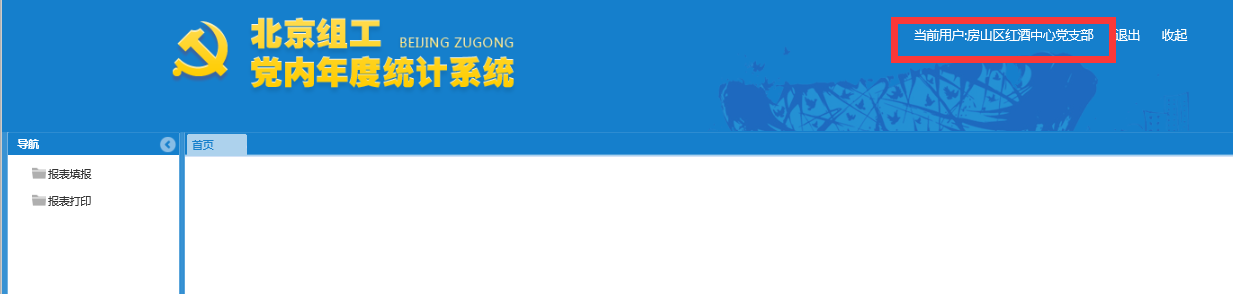 北京组工
BEIJING ZUGONG
党内年度统计系统
当前用户:房山区红酒中心党支部 退出 收起
导航
首页
报表填报
报表打印